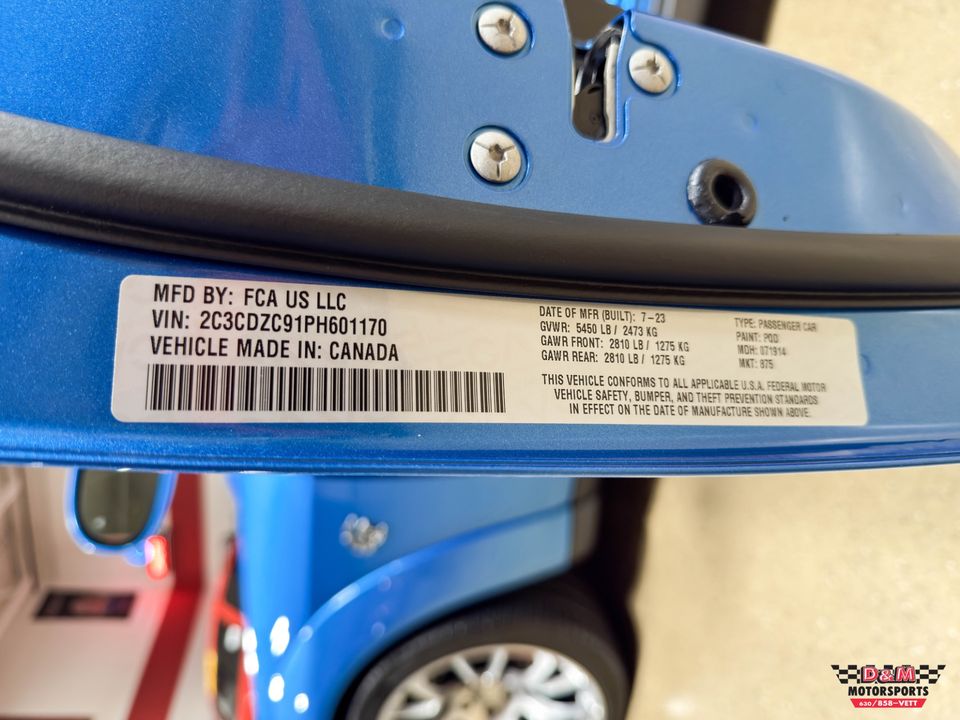 MFD BY: FCA US LLC
VIN: 2C3CDZC91PH601170
VEHICLE MADE IN: CANADA
DATE OF MFR (BUILT): 7-23
GVWR: 5450 LB / 2473 KG
GAWR FRONT: 2810 LB / 1275 KG
GAWR REAR: 2810 LB / 1275 KG
TYPE: PASSENGER CAR
PAINT: PQD
MDH: 071914
MKT: 875
THIS VEHICLE CONFORMS TO ALL APPLICABLE U.S.A. FEDERAL MOTOR
VEHICLE SAFETY, BUMPER, AND THEFT PREVENTION STANDARDS
IN EFFECT ON THE DATE OF MANUFACTURE SHOWN ABOVE.
D&M
MOTORSPORTS
630/858-VETT